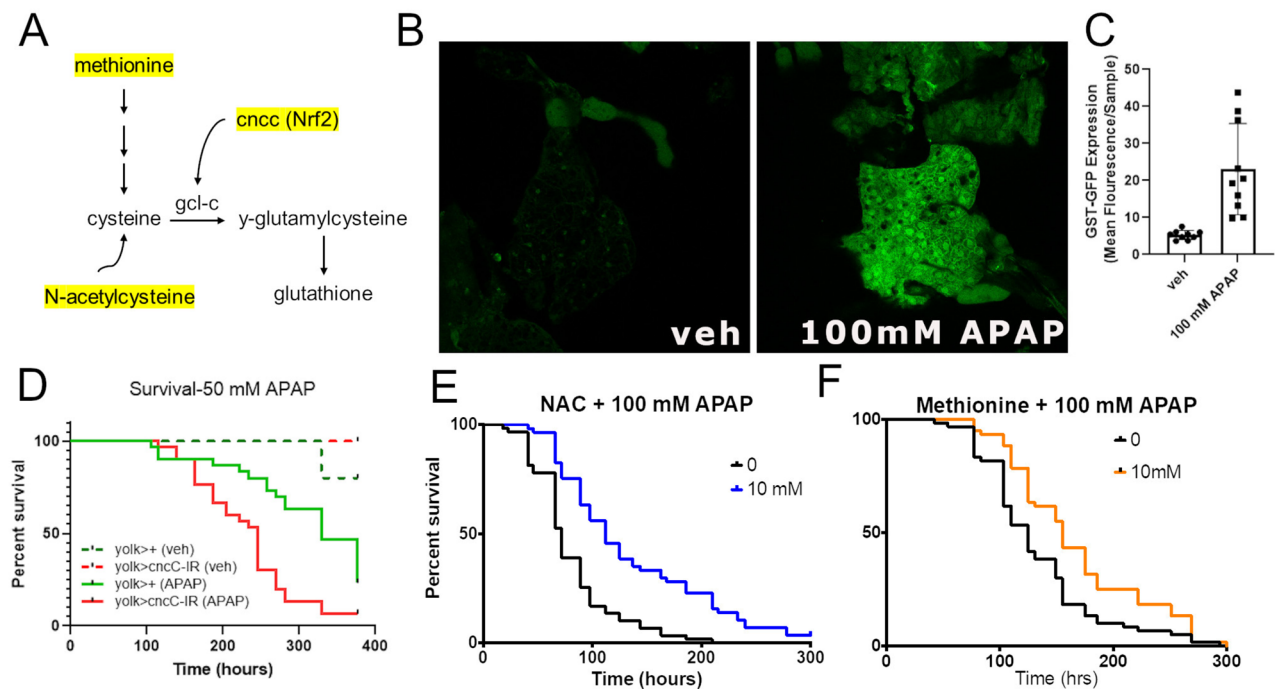 A
methionine
cncc (Nrf2)
gcl-c
cysteine
y-glutamylcysteine
N-acetylcysteine
glutathione
B
veh
100mM APAP
C
GST-GFP Expression
(Mean Flourescence/Sample)
50
40
30
20
10
0
veh
100 mM APAP
D
Survival-50 mM APAP
Percent survival
100
50
0
yolk>+ (veh)
yolk>cncC-IR (veh)
yolk>+ (APAP)
yolk>cncC-IR (APAP)
0
100
200
300
400
Time (hours)
E
NAC + 100 mM APAP
Percent survival
100
50
0
0
10 mM
0
100
200
300
Time (hours)
F
Methionine + 100 mM APAP
100
50
0
0
10mM
0
100
200
300
Time (hrs)